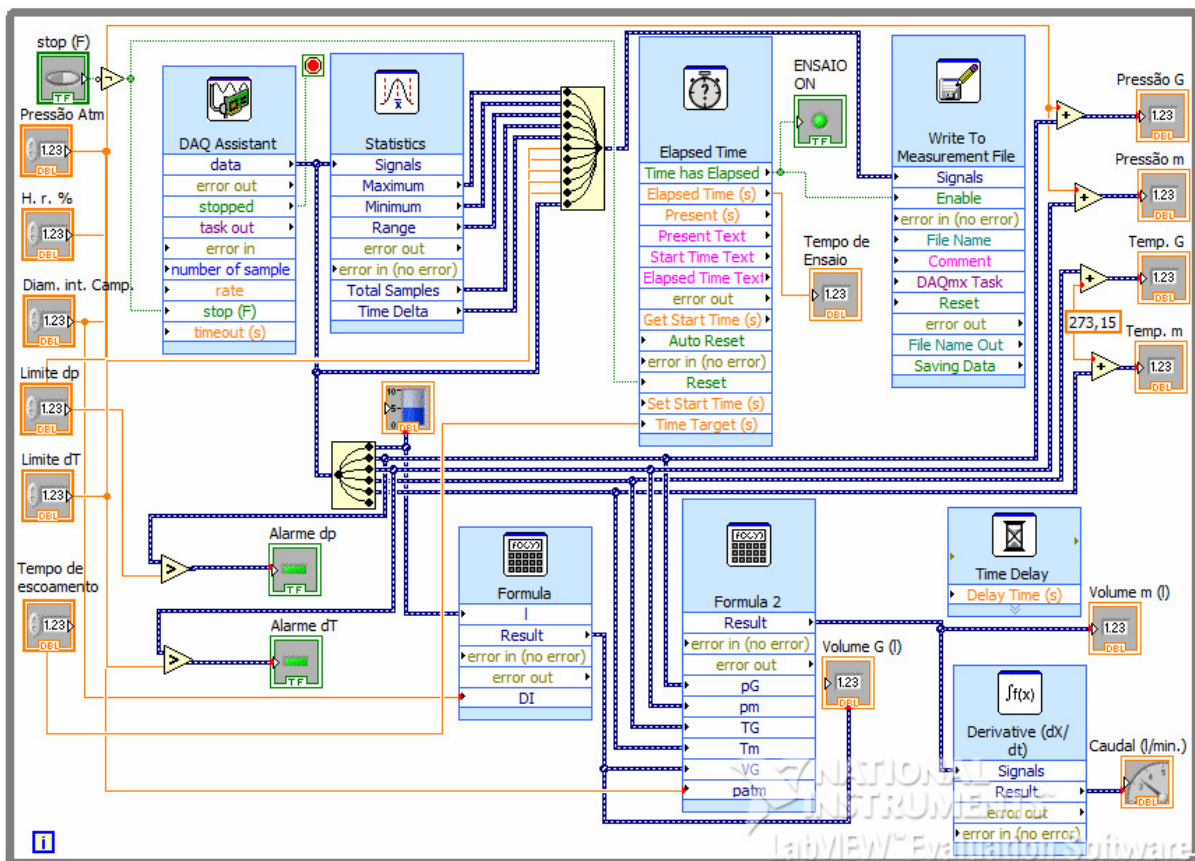 stop (F)
TF
Pressão Atm
1.23
DBL
H. r. %
1.23
DBL
Diam. int. Camp.
1.23
DBL
Limite dp
1.23
DBL
Limite dT
1.23
DBL
Tempo de
escoamento
1.23
DBL
DAQ Assistant
data
error out
stopped
task out
error in
number of sample
rate
stop (F)
timeout (s)
Statistics
Signals
Maximum
Minimum
Range
error out
error in (no error)
Total Samples
Time Delta
10
5
0
DBL
Elapsed Time
Time has Elapsed
Elapsed Time (s)
Present (s)
Present Text
Start Time Text
Elapsed Time Text
error out
Get Start Time (s)
Auto Reset
error in (no error)
Reset
Set Start Time (s)
Time Target (s)
ENSAIO
ON
TF
Tempo de
Ensaio
1.23
DBL
Write To
Measurement File
Signals
Enable
error in (no error)
File Name
Comment
DAQmx Task
Reset
error out
File Name Out
Saving Data
Pressão G
1.23
DBL
Pressão m
1.23
DBL
Temp. G
1.23
DBL
273,15
Temp. m
1.23
DBL
Alarme dp
TF
Alarme dT
TF
Formula
l
Result
error in (no error)
error out
DI
Formula 2
Result
error in (no error)
error out
pG
pm
TG
Tm
VG
patm
Volume G (l)
1.23
DBL
Time Delay
Delay Time (s)
Volume m (l)
1.23
DBL
∫f(x)
Derivative (dX/
dt)
Signals
Result
error out
error in (no error)
Caudal (l/min.)
DBL
NATIONAL
INSTRUMENTS™
LabVIEW™ Evaluation Software
i